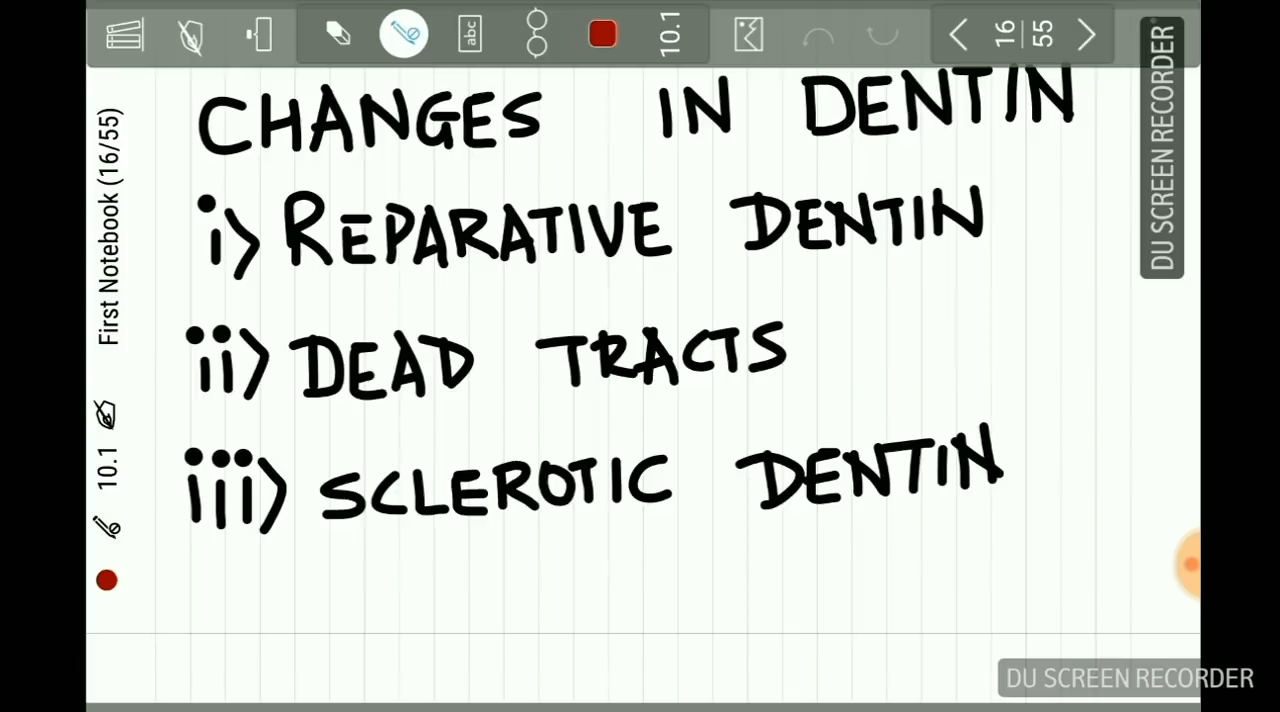 abc
10.1
16
55
CHANGES IN DENTIN
i) REPARATIVE DENTIN
ii) DEAD TRACTS
iii) SCLEROTIC DENTIN
First Notebook (16/55)
10.1
DU SCREEN RECORDER
DU SCREEN RECORDER